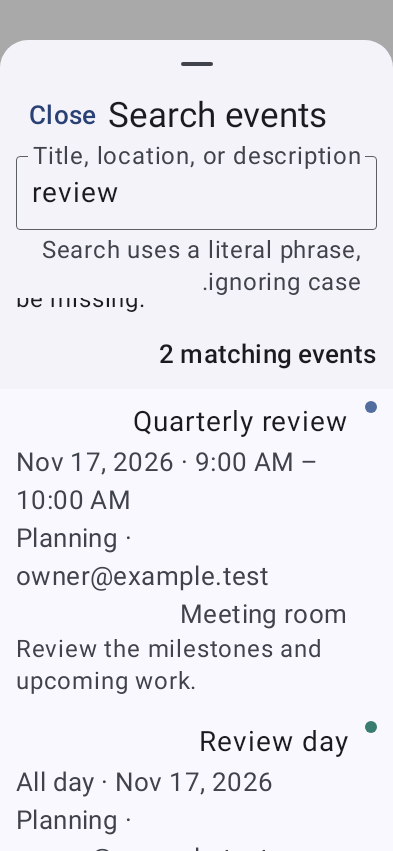 Close Search events
Title, location, or description
review
Search uses a literal phrase,
.ignoring case
be missing.
2 matching events
Quarterly review
Nov 17, 2026 · 9:00 AM –
10:00 AM
Planning ·
owner@example.test
Meeting room
Review the milestones and
upcoming work.
Review day
All day · Nov 17, 2026
Planning ·